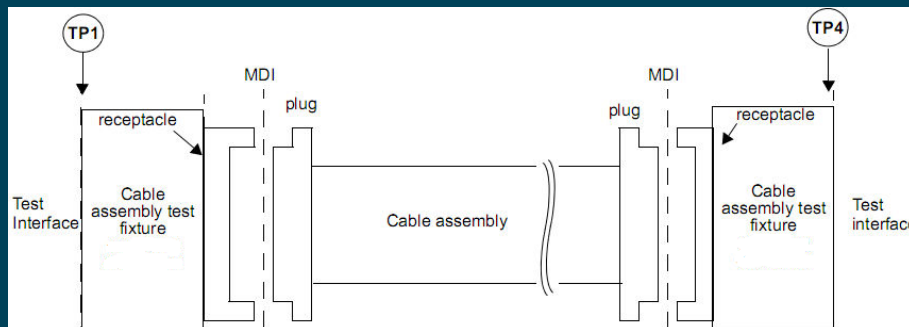 TP1
TP4
MDI
MDI
plug
plug
receptacle
receptacle
Test
Interface
Cable
assembly test
fixture
Cable assembly
Cable
assembly test
fixture
Test
interface